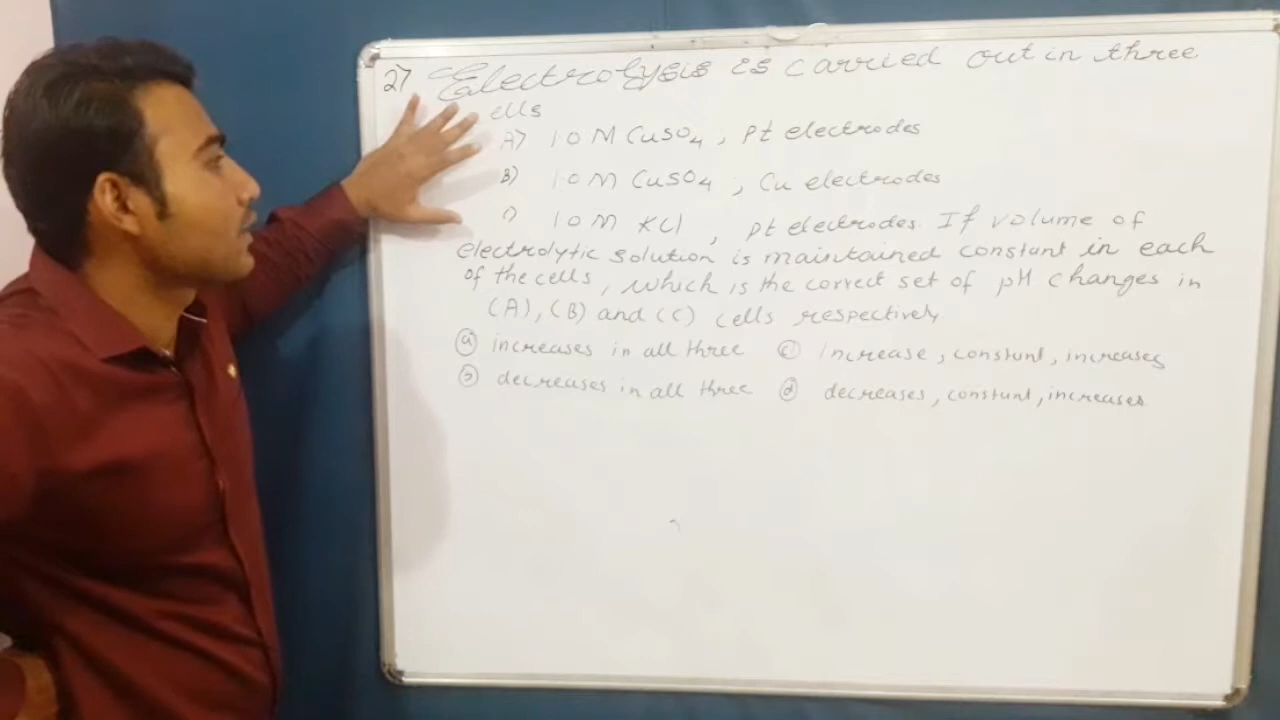 27 Electrolysis is carried out in three
cells
A) 1.0 M CuSO4, Pt electrodes
B) 1.0 M CuSO4, Cu electrodes
1.0 M KCl, Pt electrodes. If volume of
electrolytic solution is maintained constant in each
of the cells, which is the correct set of pH changes in
(A), (B) and (C) cells respectively
(a) increases in all three (c) increase, constant, increases
decreases in all three (d) decreases, constant, increases